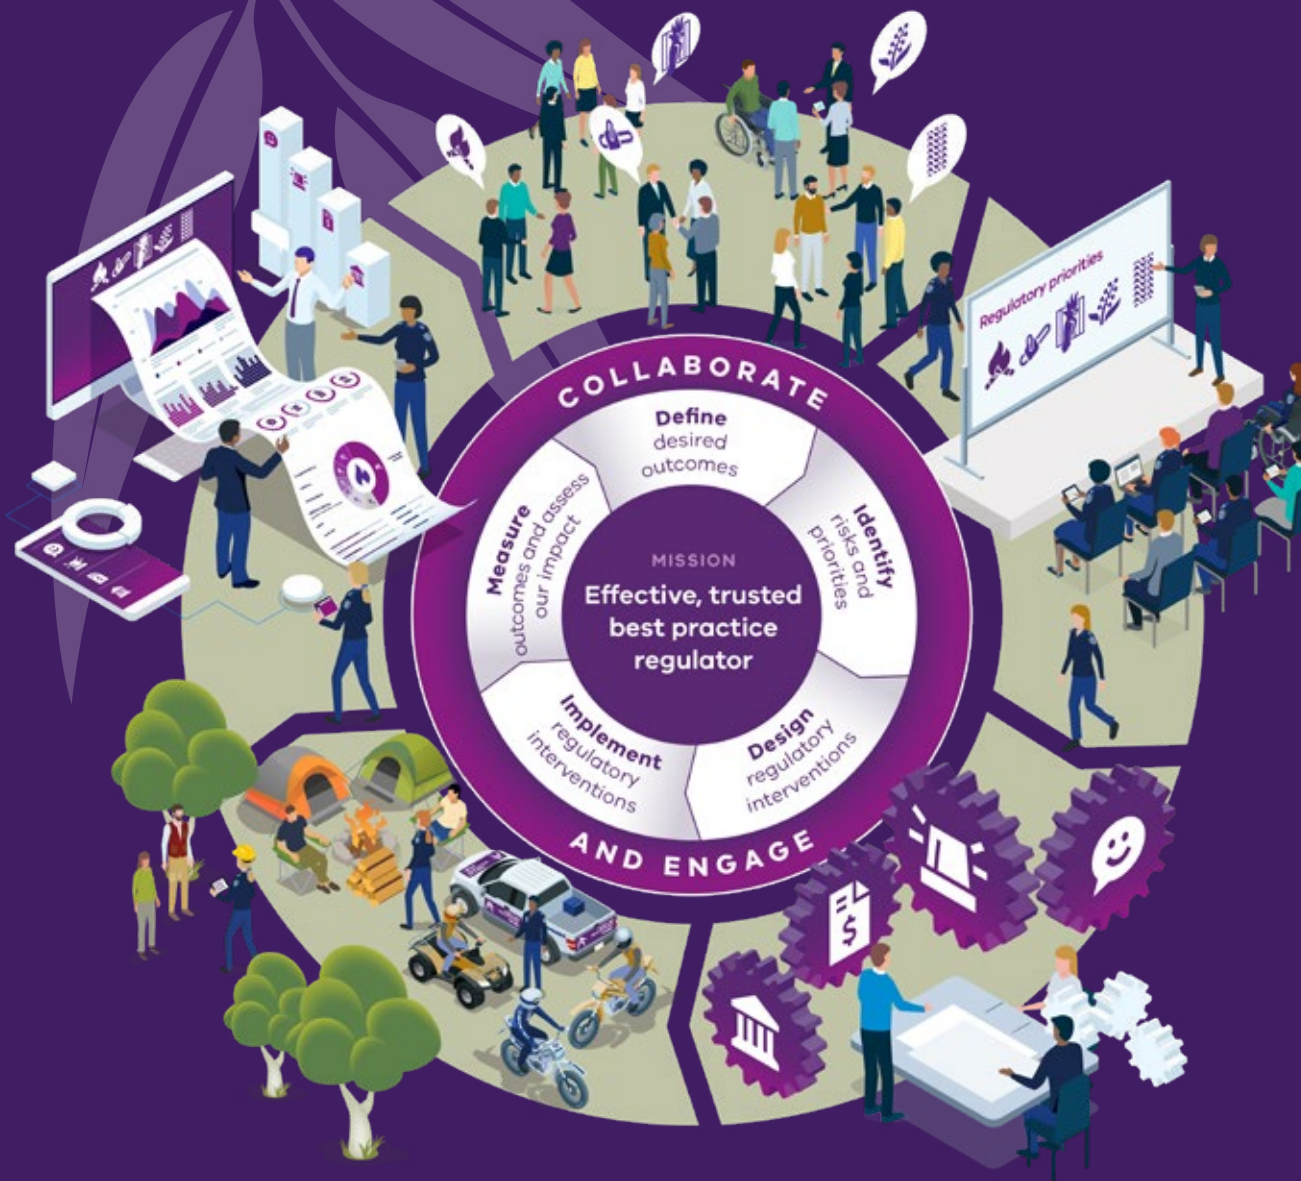 COLLABORATE
Define
desired
outcomes
Identify
risks and
priorities
Design
regulatory
interventions
Implement
regulatory
interventions
Measure
outcomes and assess
our impact
MISSION
Effective, trusted
best practice
regulator
AND ENGAGE
Regulatory priorities
$